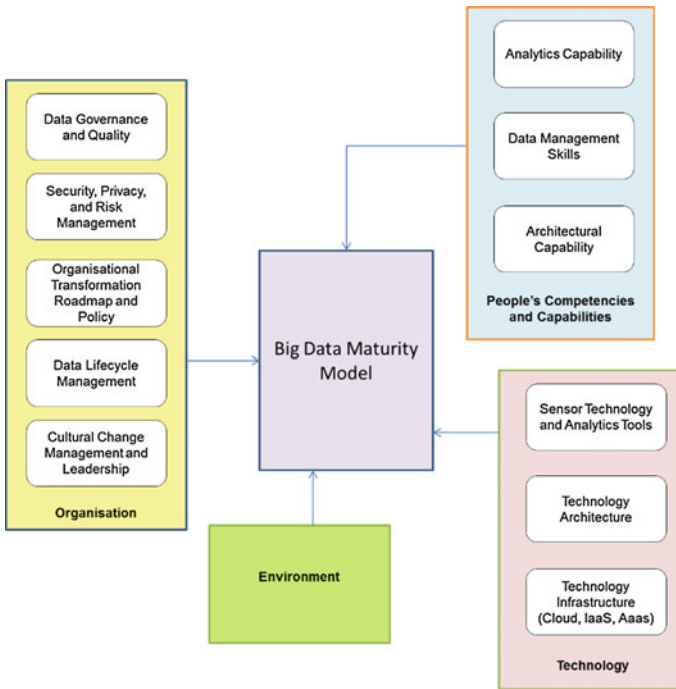 Data Governance
and Quality
Security, Privacy,
and Risk
Management
Organisational
Transformation
Roadmap and
Policy
Data Lifecycle
Management
Cultural Change
Management and
Leadership
Organisation
Big Data Maturity
Model
Environment
Analytics Capability
Data Management
Skills
Architectural
Capability
People's Competencies
and Capabilities
Sensor Technology
and Analytics Tools
Technology
Architecture
Technology
Infrastructure
(Cloud, IaaS, Aaas)
Technology